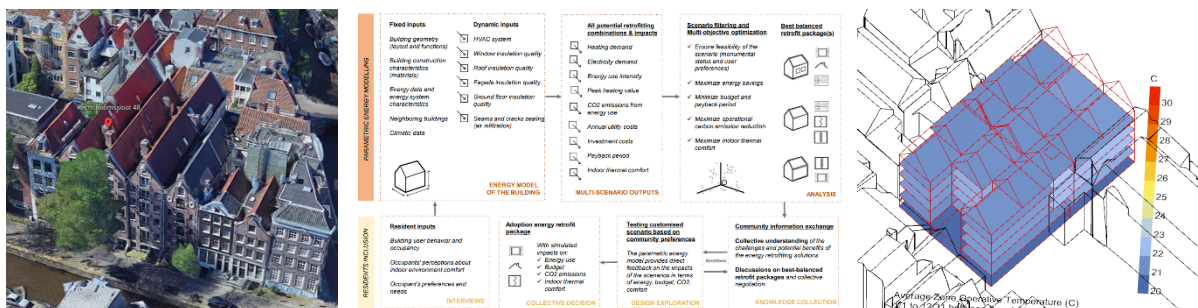 Recht Boomssloot 48
PARAMETRIC ENERGY MODELLING
Fixed inputs
Building geometry
(layout and functions)
Building construction
characteristics
(materials)
Energy data and
energy system
characteristics
Neighboring buildings
Climatic data
Dynamic inputs
HVAC system
Window insulation quality
Roof insulation quality
Façade insulation quality
Ground floor insulation
quality
Seams and cracks sealing
(air infiltration)
ENERGY MODEL
OF THE BUILDING
All potential retrofitting
combinations & impacts
Heating demand
Electricity demand
Energy use intensity
Peak heating value
CO2 emissions from
energy use
Annual utility costs
Investment costs
Payback period
Indoor thermal comfort
MULTI-SCENARIO OUTPUTS
Scenario filtering and
Multi-objective optimization
✓ Ensure feasibility of the
scenario (monumental
status and user
preferences)
✓ Maximize energy savings
✓ Minimize budget and
payback period
✓ Maximize operational
carbon emission reduction
✓ Maximize indoor thermal
comfort
Best balanced
retrofit package(s)
ANALYSIS
RESIDENTS INCLUSION
Resident inputs
Building user behavior and
occupancy
Occupants' perceptions about
indoor environment comfort
Occupant's preferences and
needs
INTERVIEWS
Adoption energy retrofit
package
With simulated
impacts on:
✓ Energy use
✓ Budget
✓ CO2 emissions
✓ Indoor thermal
comfort
COLLECTIVE DECISION
Testing customised
scenario based on
community preferences
The parametric energy
model provides direct
feedback on the impacts
of the scenarios in terms
of energy, budget, CO2,
comfort
DESIGN EXPLORATION
Iterations
Community information
exchange
Collective understanding of the
challenges and potential benefits of
the energy retrofitting solutions
Discussions on best-balanced
retrofit packages and collective
negotiation
KNOWLEDGE COLLECTION
C
30
29
27
26
25
24
23
22
21
20
Average Zone Operative Temperature (C)